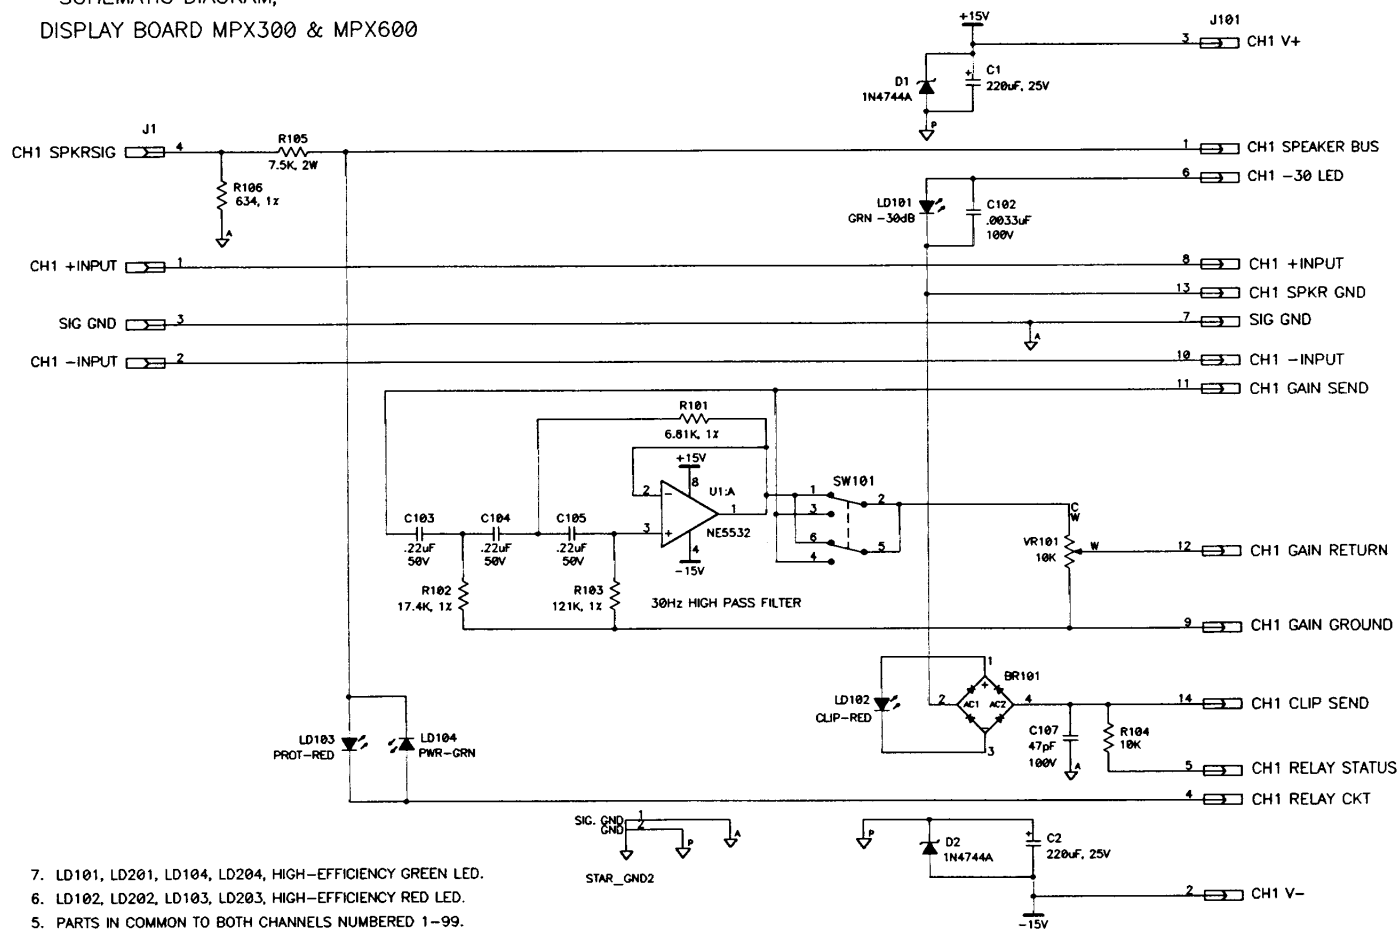 SCHEMATIC DIAGRAM,
DISPLAY BOARD MPX300 & MPX600
+15V
J101
3 CH1 V+
D1
1N4744A
+ C1
220uF, 25V
P
J1
CH1 SPKRSIG 4
R105
7.5K, 2W
1 CH1 SPEAKER BUS
R106
634, 1%
A
6 CH1 -30 LED
LD101
GRN -30dB
C102
.0033uF
100V
CH1 +INPUT 1
8 CH1 +INPUT
13 CH1 SPKR GND
SIG GND 3
7 SIG GND
A
CH1 -INPUT 2
10 CH1 -INPUT
11 CH1 GAIN SEND
R101
6.81K, 1%
+15V
8
2 -
U1:A
1
3 +
NE5532
4
-15V
SW101
1 2
3
6 5
4
C103
.22uF
50V
C104
.22uF
50V
C105
.22uF
50V
CW
VR101
10K
W
12 CH1 GAIN RETURN
R102
17.4K, 1%
R103
121K, 1%
30Hz HIGH PASS FILTER
9 CH1 GAIN GROUND
LD102
CLIP-RED
1
BR101
+
2 AC1 AC2 4
-
3
14 CH1 CLIP SEND
C107
47pF
100V
A
R104
10K
LD103
PROT-RED
LD104
PWR-GRN
5 CH1 RELAY STATUS
4 CH1 RELAY CKT
SIG. GND 1
GND 2
P
A
STAR_GND2
P
D2
1N4744A
+ C2
220uF, 25V
2 CH1 V-
-15V
7. LD101, LD201, LD104, LD204, HIGH-EFFICIENCY GREEN LED.
6. LD102, LD202, LD103, LD203, HIGH-EFFICIENCY RED LED.
5. PARTS IN COMMON TO BOTH CHANNELS NUMBERED 1-99.